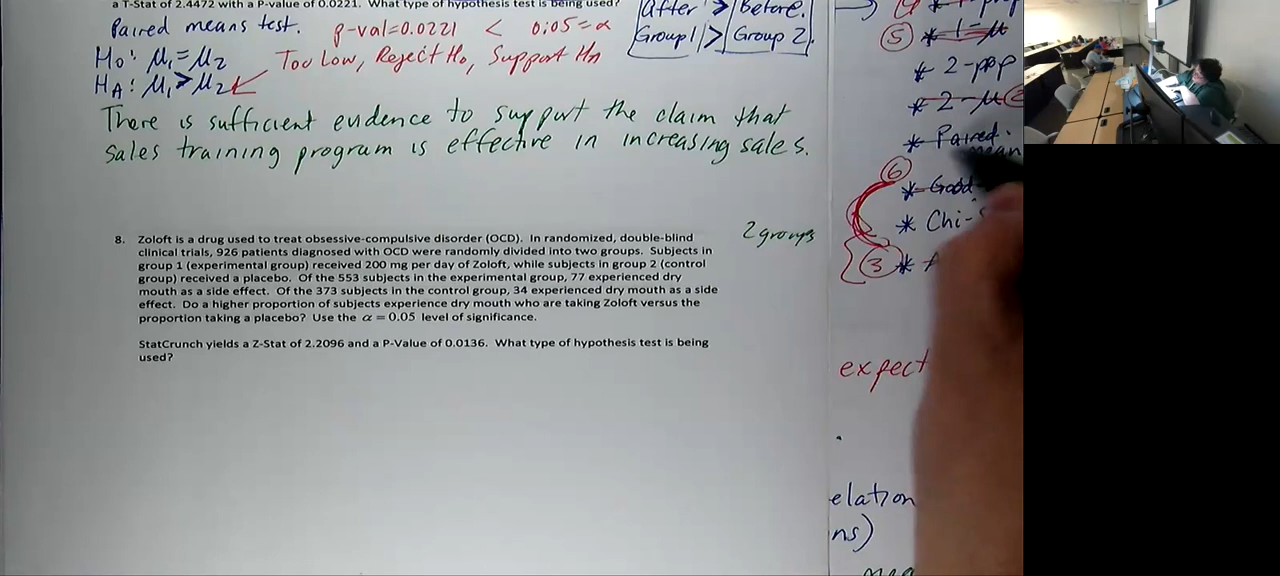 a T-Stat of 2.4472 with a P-value of 0.0221. What type of hypothesis test is being used?
Paired means test. p-val=0.0221 < 0.05=α
H₀: μ₁=μ₂ Too Low, Reject H₀, Support HA
HA: μ₁>μ₂
After > Before.
Group 1 > Group 2.
There is sufficient evidence to support the claim that
sales training program is effective in increasing sales.
2 groups
8. Zoloft is a drug used to treat obsessive-compulsive disorder (OCD). In randomized, double-blind
clinical trials, 926 patients diagnosed with OCD were randomly divided into two groups. Subjects in
group 1 (experimental group) received 200 mg per day of Zoloft, while subjects in group 2 (control
group) received a placebo. Of the 553 subjects in the experimental group, 77 experienced dry
mouth as a side effect. Of the 373 subjects in the control group, 34 experienced dry mouth as a side
effect. Do a higher proportion of subjects experience dry mouth who are taking Zoloft versus the
proportion taking a placebo? Use the α = 0.05 level of significance.
StatCrunch yields a Z-Stat of 2.2096 and a P-Value of 0.0136. What type of hypothesis test is being
used?
⑤ * 1-μ
* 2-pop
* 2-μ
* Paired
mean
⑥
* Good
* Chi-S
③ *
expect
elation
ns)